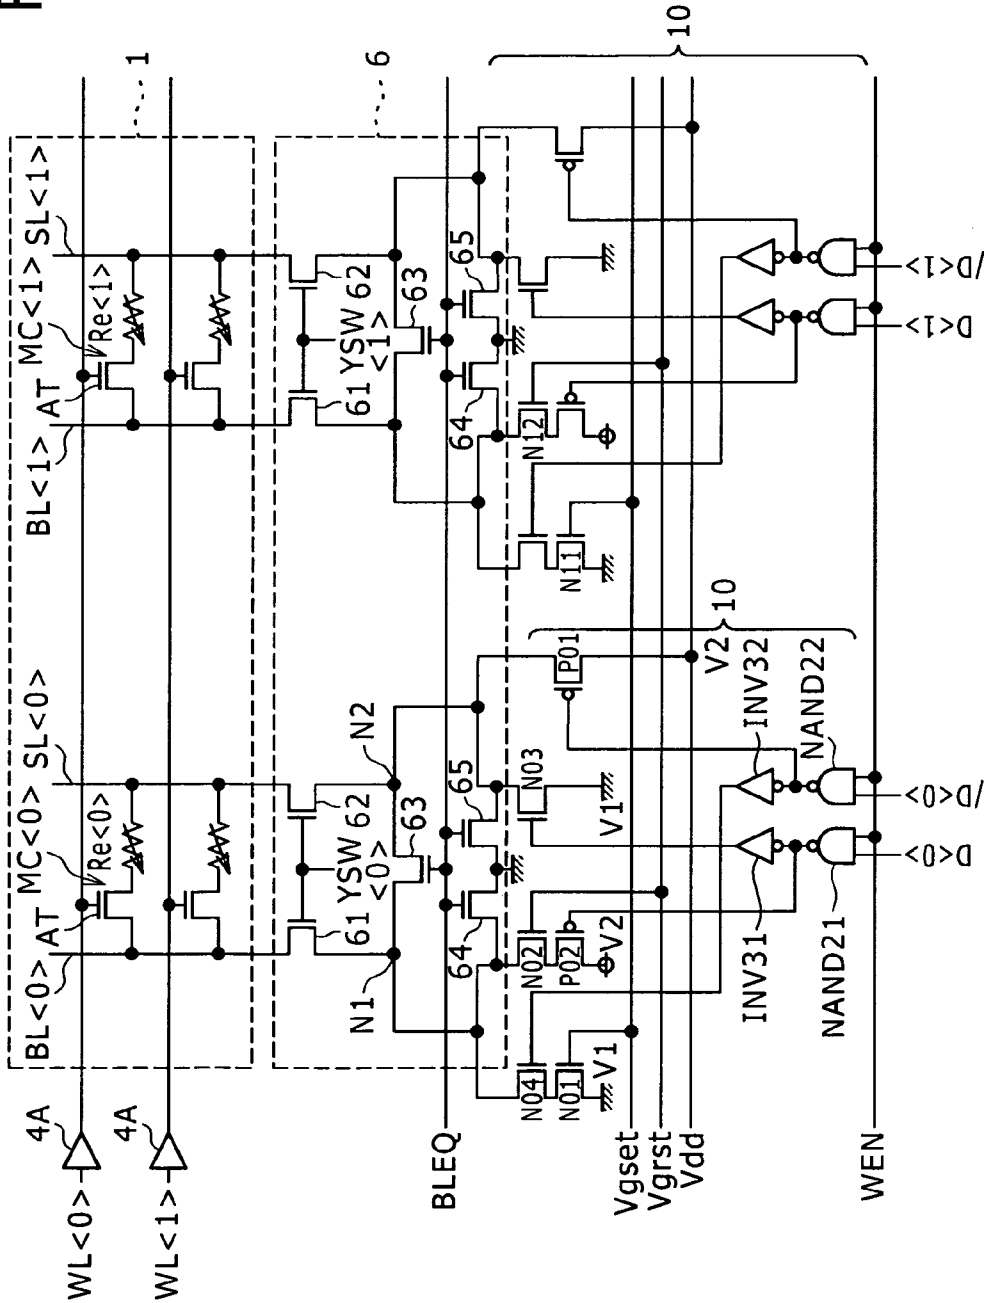 F
1
6
10
SL<1>
MC<1>
Re<1>
AT
BL<1>
62
YSW
<1>
61
63
65
64
N12
N11
/D<1>
D<1>
SL<0>
MC<0>
Re<0>
AT
BL<0>
N2
62
YSW
<0>
61
N1
63
65
64
P01
N03
V1
V2
10
INV32
NAND22
N02
P02
V2
N04
N01
V1
INV31
NAND21
/D<0>
D<0>
4A
4A
WL<0>
WL<1>
BLEQ
Vgset
Vgrst
Vdd
WEN